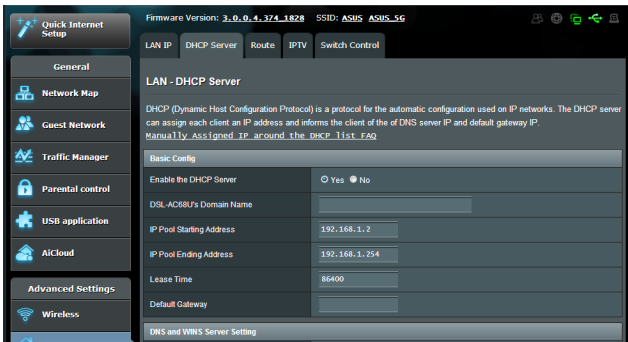 Quick Internet
Setup
Firmware Version: 3.0.0.4.374_1828 SSID: ASUS ASUS_5G
LAN IP DHCP Server Route IPTV Switch Control
General
Network Map
Guest Network
Traffic Manager
Parental control
USB application
AiCloud
Advanced Settings
Wireless
LAN - DHCP Server
DHCP (Dynamic Host Configuration Protocol) is a protocol for the automatic configuration used on IP networks. The DHCP server
can assign each client an IP address and informs the client of the of DNS server IP and default gateway IP.
Manually Assigned IP around the DHCP list FAQ
Basic Config
Enable the DHCP Server Yes No
DSL-AC68U's Domain Name
IP Pool Starting Address 192.168.1.2
IP Pool Ending Address 192.168.1.254
Lease Time 86400
Default Gateway
DNS and WINS Server Setting